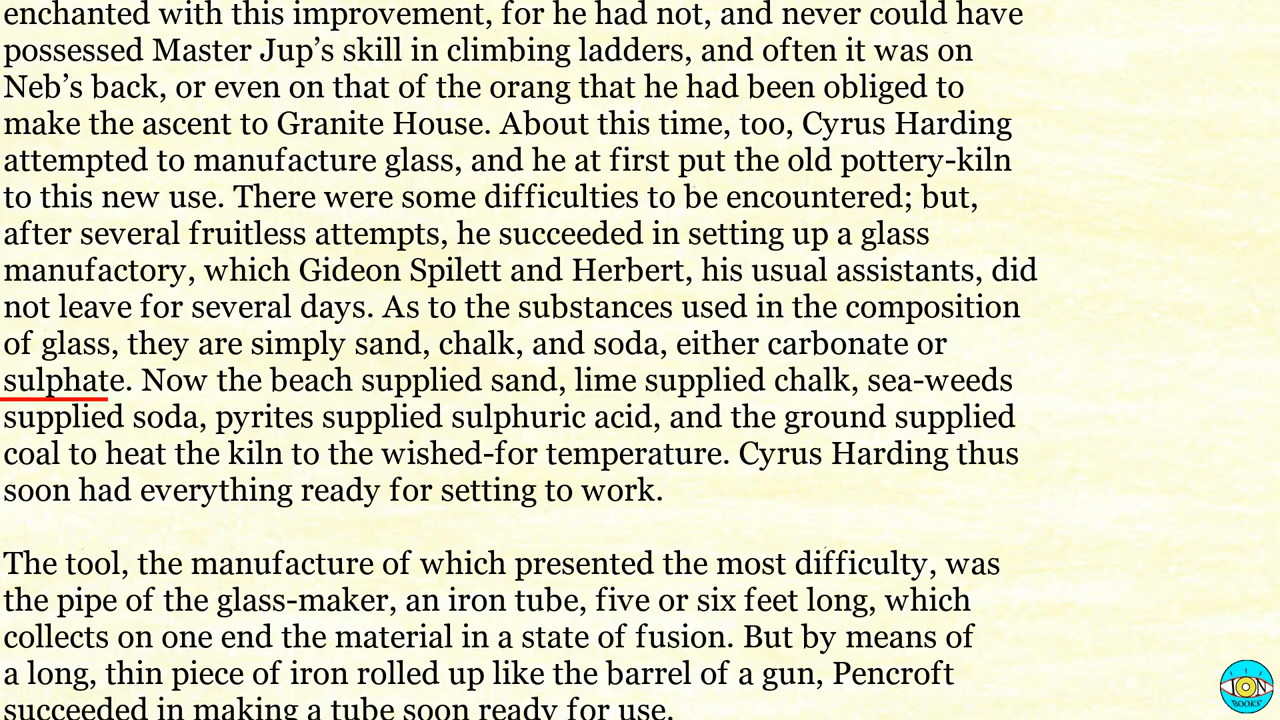 enchanted with this improvement, for he had not, and never could have
possessed Master Jup’s skill in climbing ladders, and often it was on
Neb’s back, or even on that of the orang that he had been obliged to
make the ascent to Granite House. About this time, too, Cyrus Harding
attempted to manufacture glass, and he at first put the old pottery-kiln
to this new use. There were some difficulties to be encountered; but,
after several fruitless attempts, he succeeded in setting up a glass
manufactory, which Gideon Spilett and Herbert, his usual assistants, did
not leave for several days. As to the substances used in the composition
of glass, they are simply sand, chalk, and soda, either carbonate or
sulphate. Now the beach supplied sand, lime supplied chalk, sea-weeds
supplied soda, pyrites supplied sulphuric acid, and the ground supplied
coal to heat the kiln to the wished-for temperature. Cyrus Harding thus
soon had everything ready for setting to work.
The tool, the manufacture of which presented the most difficulty, was
the pipe of the glass-maker, an iron tube, five or six feet long, which
collects on one end the material in a state of fusion. But by means of
a long, thin piece of iron rolled up like the barrel of a gun, Pencroft
succeeded in making a tube soon ready for use.
ION
BOOKS